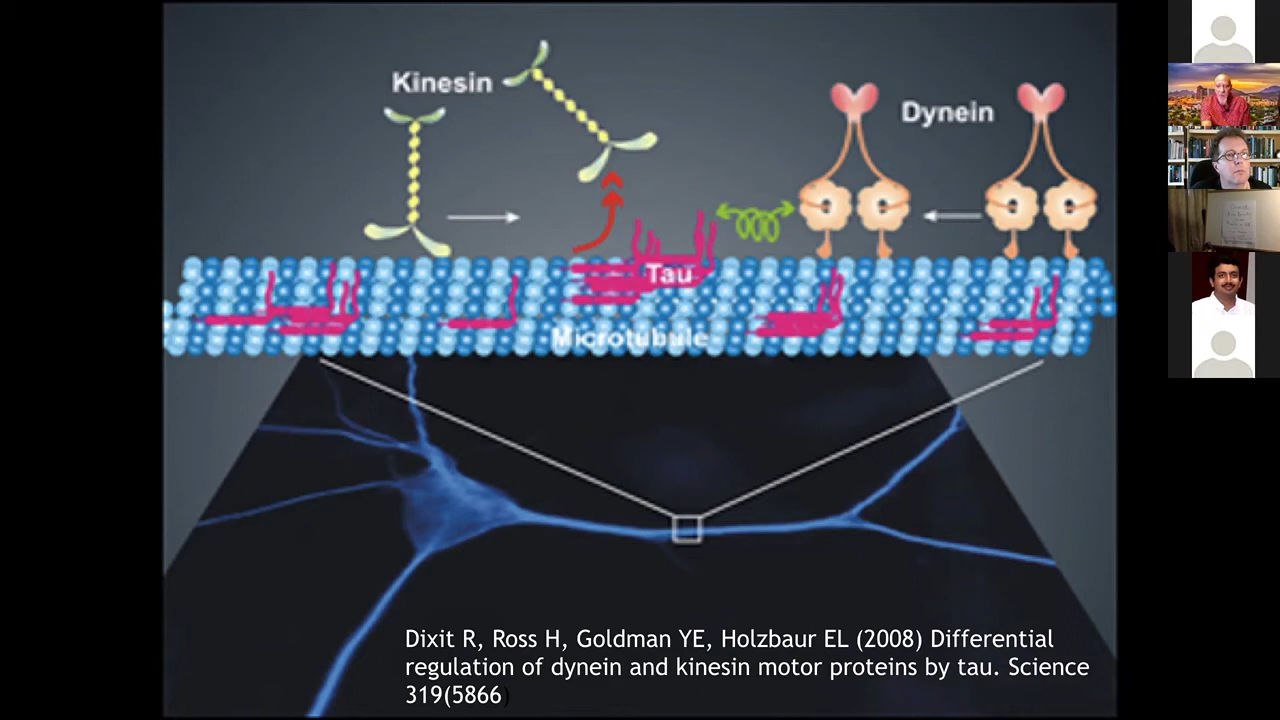 Kinesin
Dynein
Tau
Microtubule
Dixit R, Ross H, Goldman YE, Holzbaur EL (2008) Differential
regulation of dynein and kinesin motor proteins by tau. Science
319(5866)